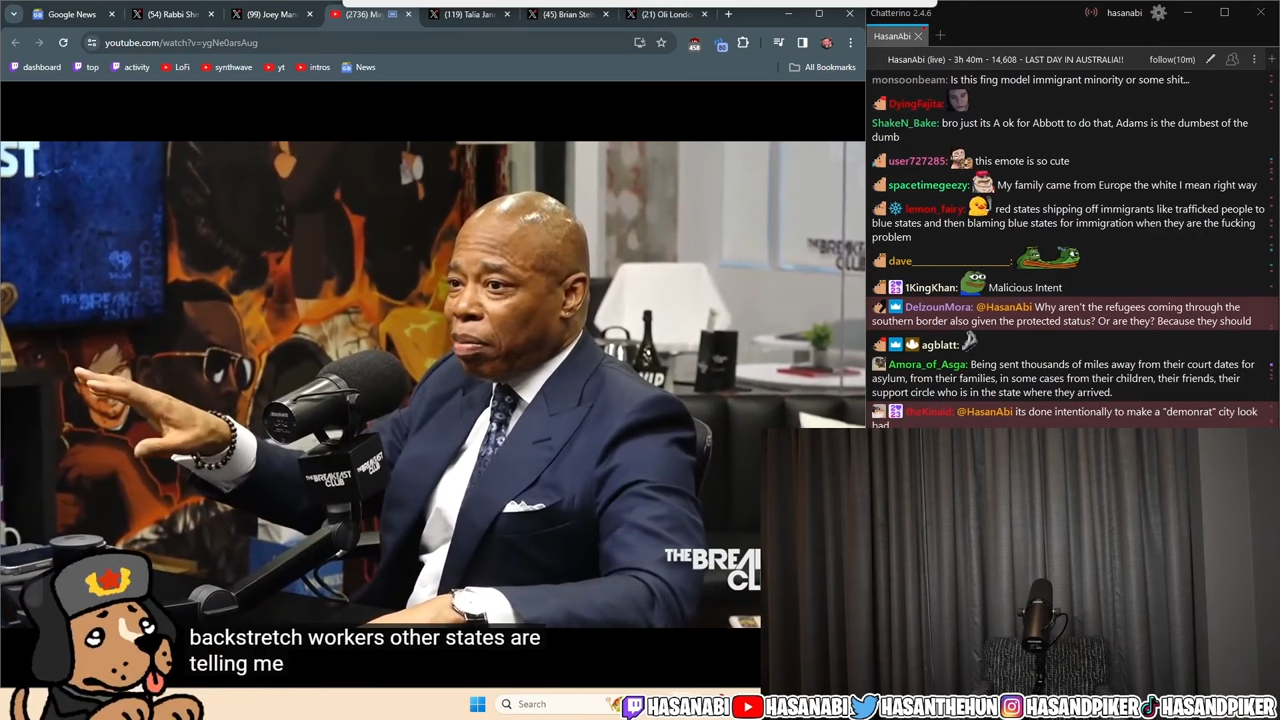 Google News
(54) Rabbi Shr
(99) Joey Man
(2736) Ma
(119) Talia Jan
(45) Brian Stel
(21) Oli Londo
youtube.com/watch?v=ygNe0arsAug
458
80
dashboard
top
activity
LoFi
synthwave
yt
intros
News
All Bookmarks
Chatterino 2.4.6
hasanabi
HasanAbi
HasanAbi (live) - 3h 40m - 14,608 - LAST DAY IN AUSTRALIA!!
follow(10m)
monsoonbeam: Is this fing model immigrant minority or some shit...
DyingFajita:
ShakeN_Bake: bro just its A ok for Abbott to do that, Adams is the dumbest of the
dumb
user727285: this emote is so cute
spacetimegeezy: My family came from Europe the white I mean right way
lemon_fairy: red states shipping off immigrants like trafficked people to
blue states and then blaming blue states for immigration when they are the fucking
problem
dave____________________:
1KingKhan: Malicious Intent
DelzounMora: @HasanAbi Why aren't the refugees coming through the
southern border also given the protected status? Or are they? Because they should
agblatt:
Amora_of_Asga: Being sent thousands of miles away from their court dates for
asylum, from their families, in some cases from their children, their friends, their
support circle who is in the state where they arrived.
TheKinaid: @HasanAbi its done intentionally to make a "demonrat" city look
bad
ST
THE BREAKFAST
CLUB
THE BREAK
CL
backstretch workers other states are
telling me
Search
HASANABI
HASANABI
HASANTHEHUN
HASANDPIKER
HASANDPIKER